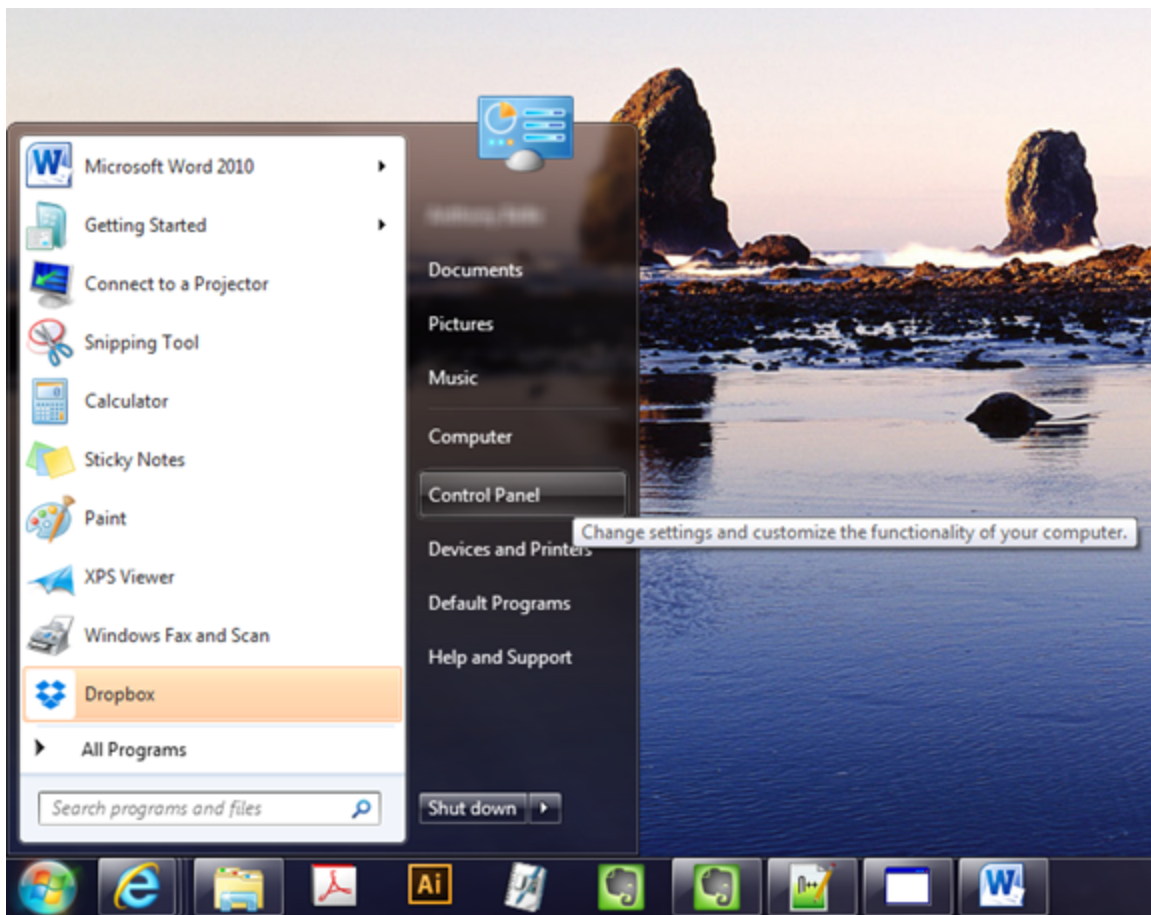 Microsoft Word 2010
Getting Started
Connect to a Projector
Snipping Tool
Calculator
Sticky Notes
Paint
XPS Viewer
Windows Fax and Scan
Dropbox
All Programs
Search programs and files
Documents
Pictures
Music
Computer
Control Panel
Change settings and customize the functionality of your computer.
Devices and Printers
Default Programs
Help and Support
Shut down
Ai
n++
W